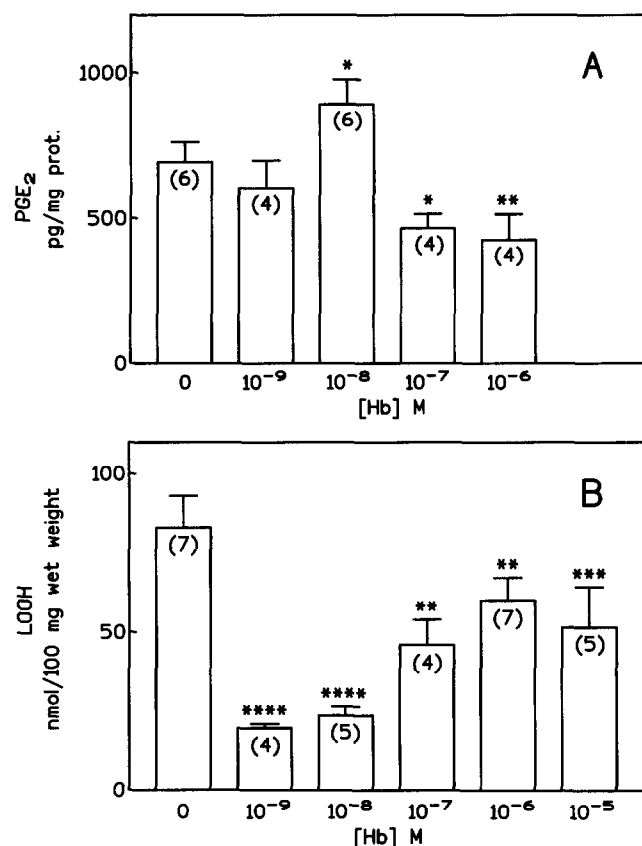 A
PGE₂
pg/mg prot.
1000
500
0
*
*
**
(6)
(4)
(6)
(4)
(4)
0 10⁻⁹ 10⁻⁸ 10⁻⁷ 10⁻⁶
[Hb] M
B
LOOH
nmol/100 mg wet weight
100
50
0
****
****
**
**
***
(7)
(4)
(5)
(4)
(7)
(5)
0 10⁻⁹ 10⁻⁸ 10⁻⁷ 10⁻⁶ 10⁻⁵
[Hb] M